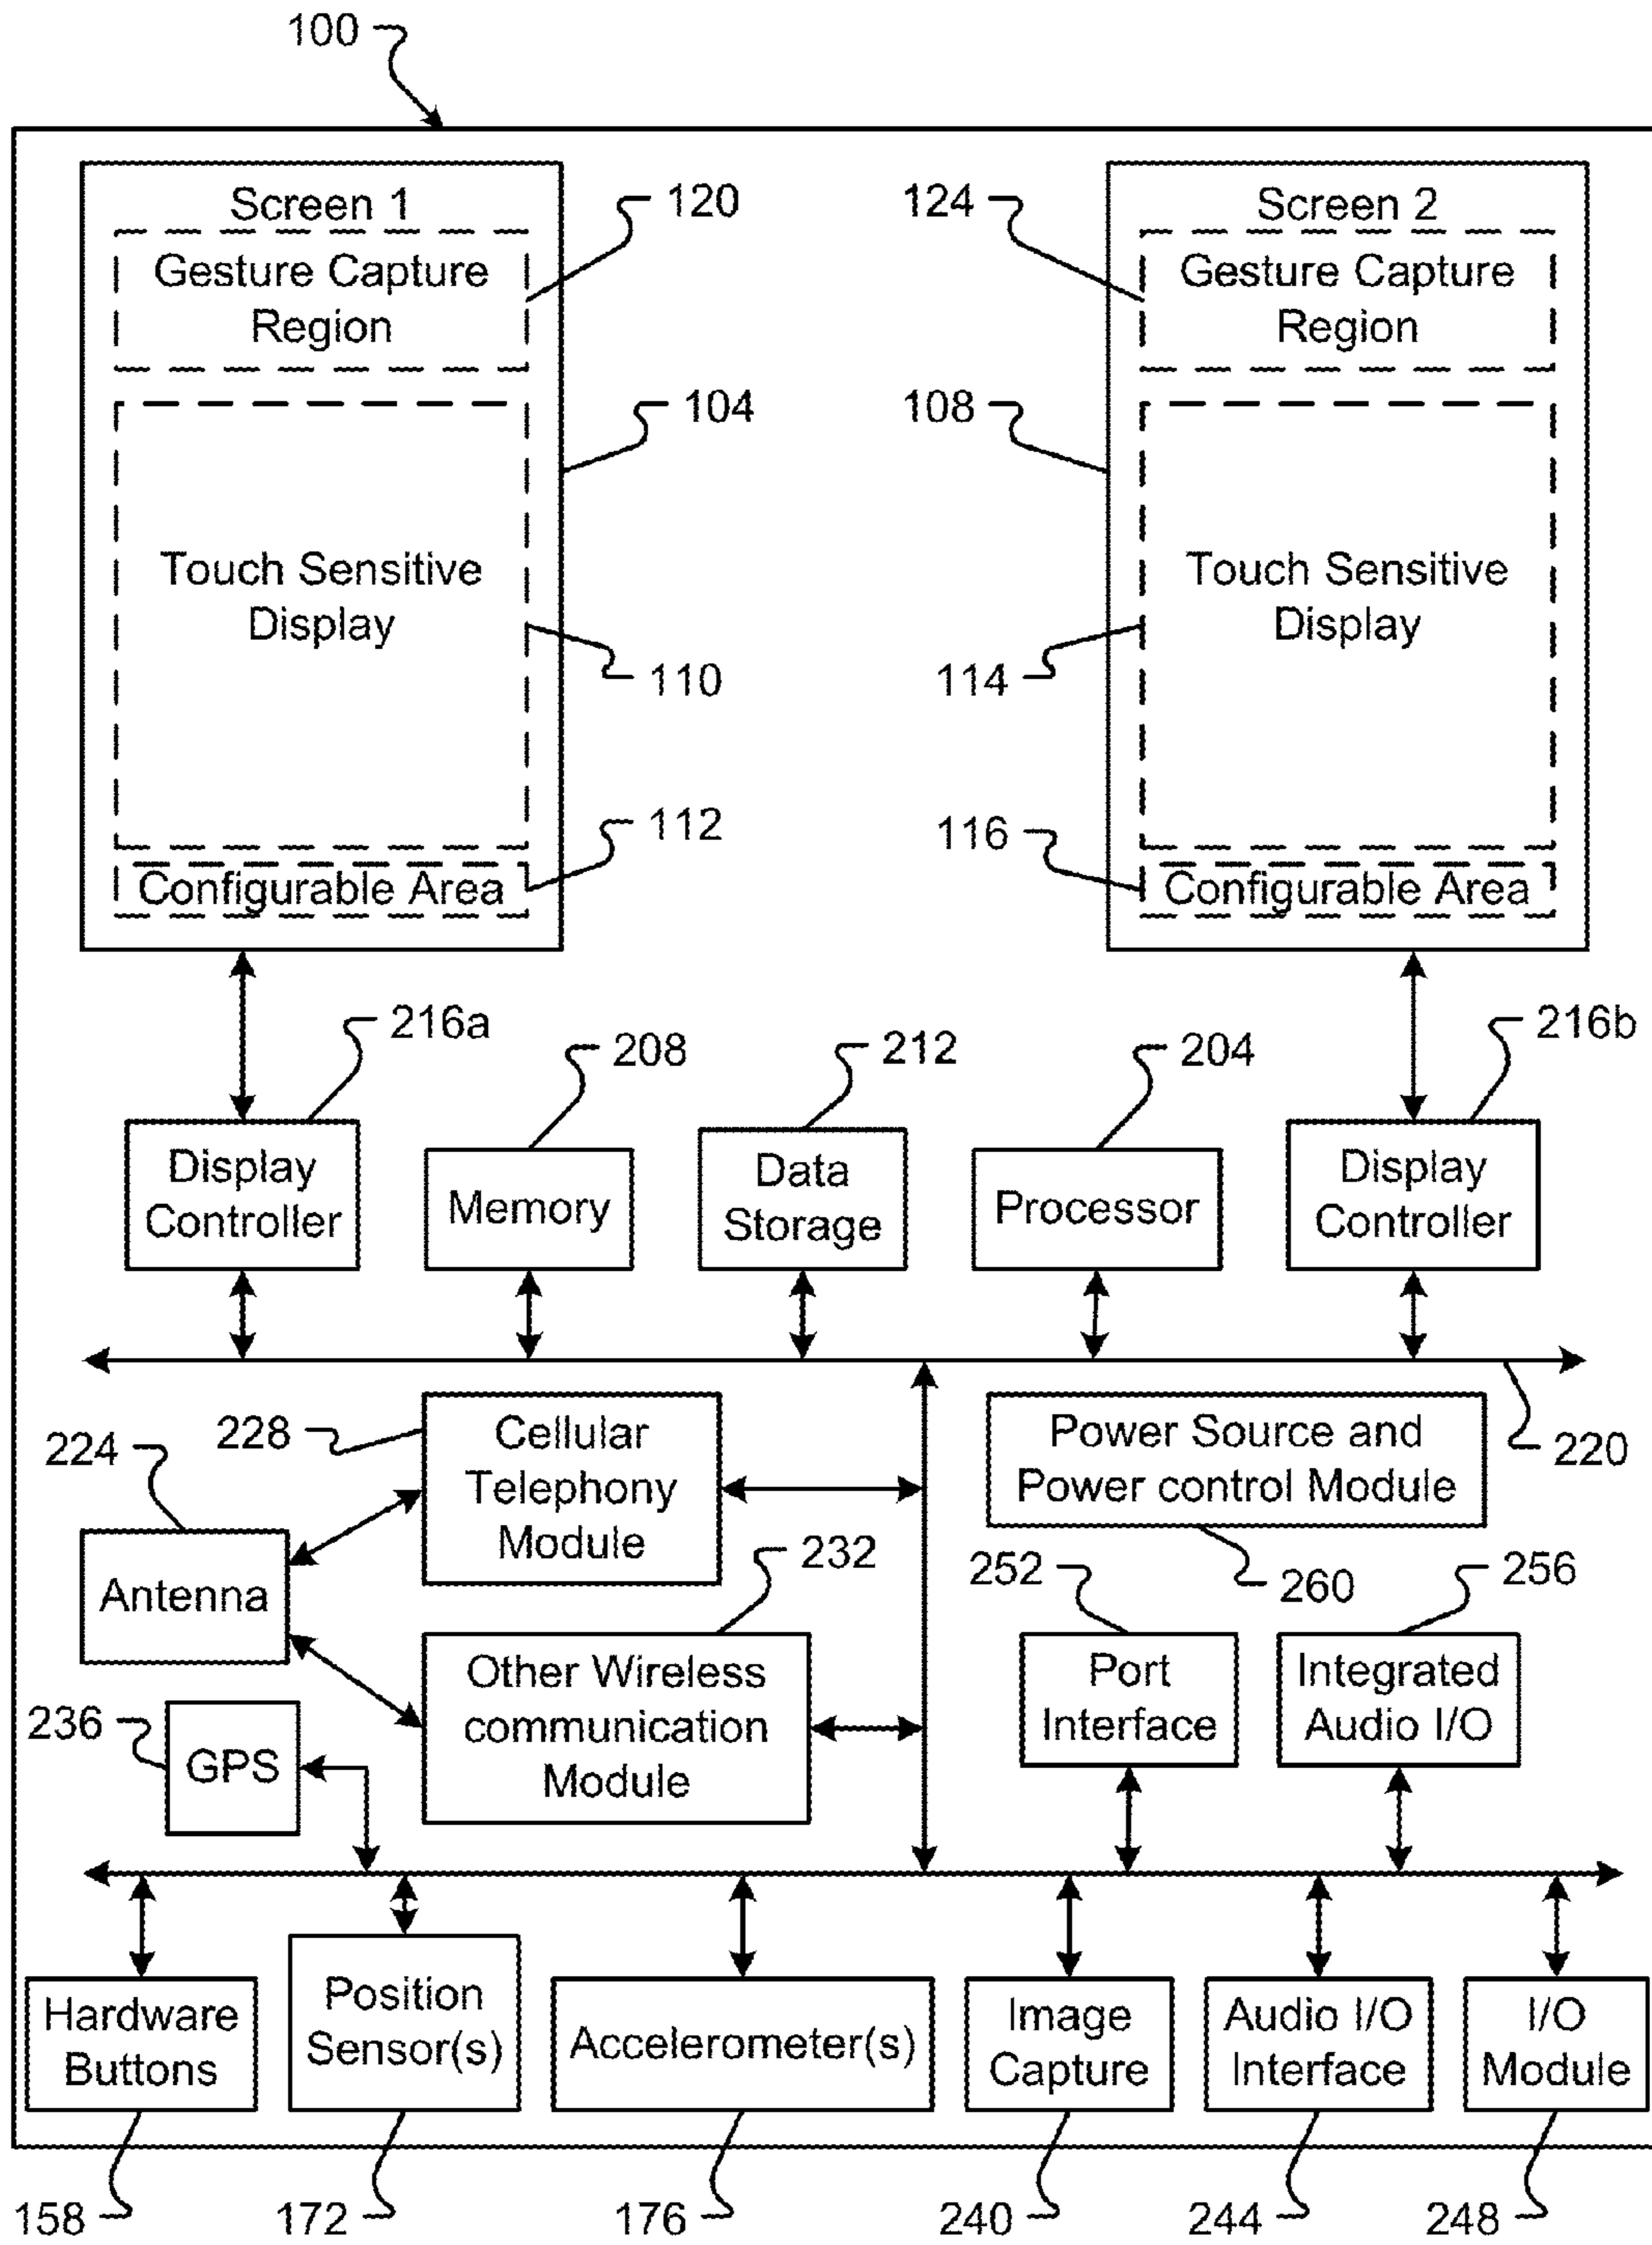 100
Screen 1
120
124
Screen 2
Gesture Capture
Region
Gesture Capture
Region
104
108
Touch Sensitive
Display
Touch Sensitive
Display
110
114
112
116
Configurable Area
Configurable Area
216a
208
212
204
216b
Display
Controller
Memory
Data
Storage
Processor
Display
Controller
224
228
Cellular
Telephony
Module
Power Source and
Power control Module
220
232
252
260
256
Antenna
Other Wireless
communication
Module
Port
Interface
Integrated
Audio I/O
236
GPS
Hardware
Buttons
Position
Sensor(s)
Accelerometer(s)
Image
Capture
Audio I/O
Interface
I/O
Module
158
172
176
240
244
248